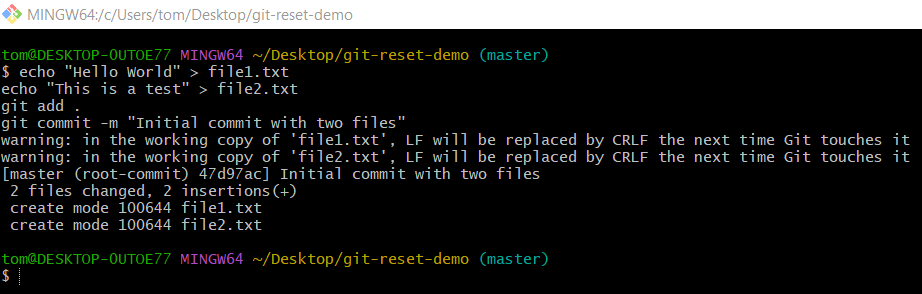 MINGW64:/c/Users/tom/Desktop/git-reset-demo
tom@DESKTOP-OUTOE77 MINGW64 ~/Desktop/git-reset-demo (master)
$ echo "Hello World" > file1.txt
echo "This is a test" > file2.txt
git add .
git commit -m "Initial commit with two files"
warning: in the working copy of 'file1.txt', LF will be replaced by CRLF the next time Git touches it
warning: in the working copy of 'file2.txt', LF will be replaced by CRLF the next time Git touches it
[master (root-commit) 47d97ac] Initial commit with two files
 2 files changed, 2 insertions(+)
 create mode 100644 file1.txt
 create mode 100644 file2.txt
tom@DESKTOP-OUTOE77 MINGW64 ~/Desktop/git-reset-demo (master)
$